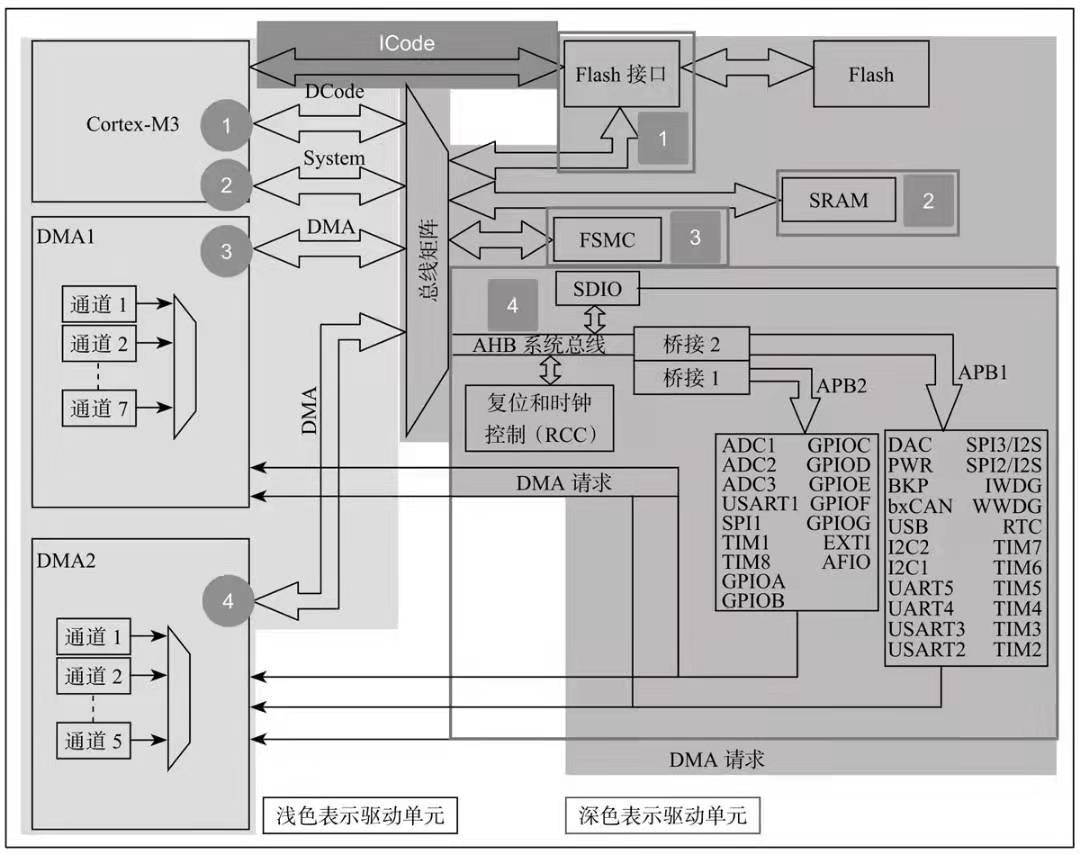 ICode
Cortex-M3
1
DCode
2
System
Flash 接口
1
Flash
SRAM
2
FSMC
3
DMA1
3
DMA
通道 1
通道 2
通道 7
总线矩阵
4
SDIO
AHB 系统总线
桥接 2
桥接 1
APB2
APB1
复位和时钟
控制（RCC）
DMA
DMA 请求
ADC1 GPIOC
ADC2 GPIOD
ADC3 GPIOE
USART1 GPIOF
SPI1 GPIOG
TIM1 EXTI
TIM8 AFIO
GPIOA
GPIOB
DAC SPI3/I2S
PWR SPI2/I2S
BKP IWDG
bxCAN WWDG
USB RTC
I2C2 TIM7
I2C1 TIM6
UART5 TIM5
UART4 TIM4
USART3 TIM3
USART2 TIM2
DMA2
4
通道 1
通道 2
通道 5
DMA 请求
浅色表示驱动单元
深色表示驱动单元